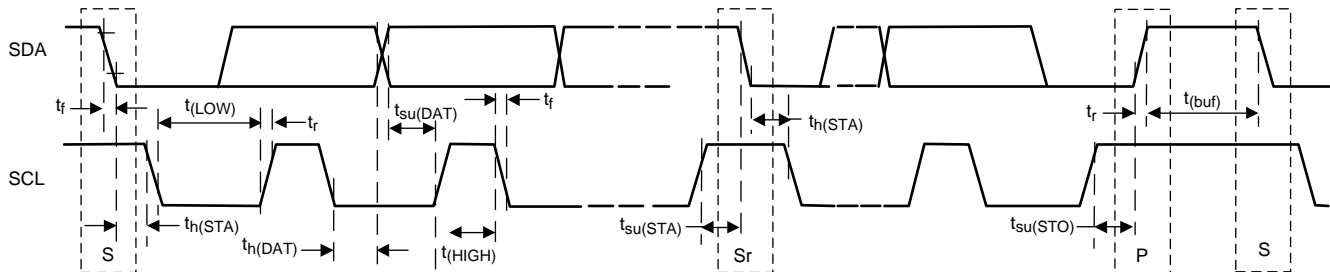 SDA
t_f
t_(LOW)
t_r
t_su(DAT)
t_f
t_h(STA)
t_r
t_(buf)
SCL
t_h(STA)
t_h(DAT)
t_(HIGH)
t_su(STA)
t_su(STO)
S
Sr
P
S